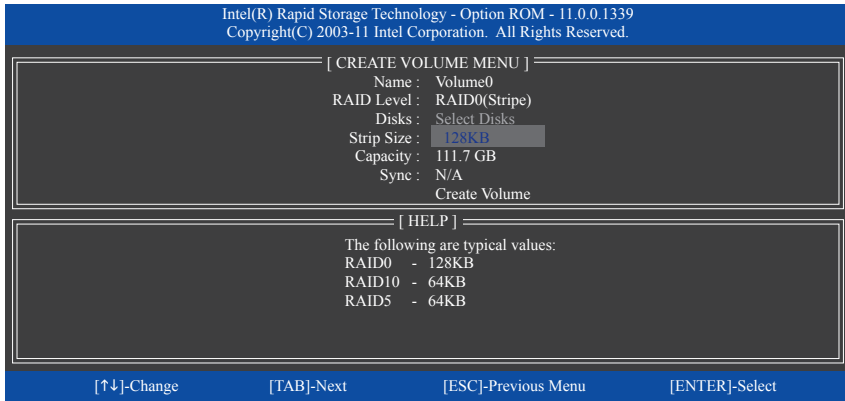 Intel(R) Rapid Storage Technology - Option ROM - 11.0.0.1339
Copyright(C) 2003-11 Intel Corporation. All Rights Reserved.
[ CREATE VOLUME MENU ]
Name : Volume0
RAID Level : RAID0(Stripe)
Disks : Select Disks
Strip Size : 128KB
Capacity : 111.7 GB
Sync : N/A
Create Volume
[ HELP ]
The following are typical values:
RAID0 - 128KB
RAID10 - 64KB
RAID5 - 64KB
[↑↓]-Change [TAB]-Next [ESC]-Previous Menu [ENTER]-Select